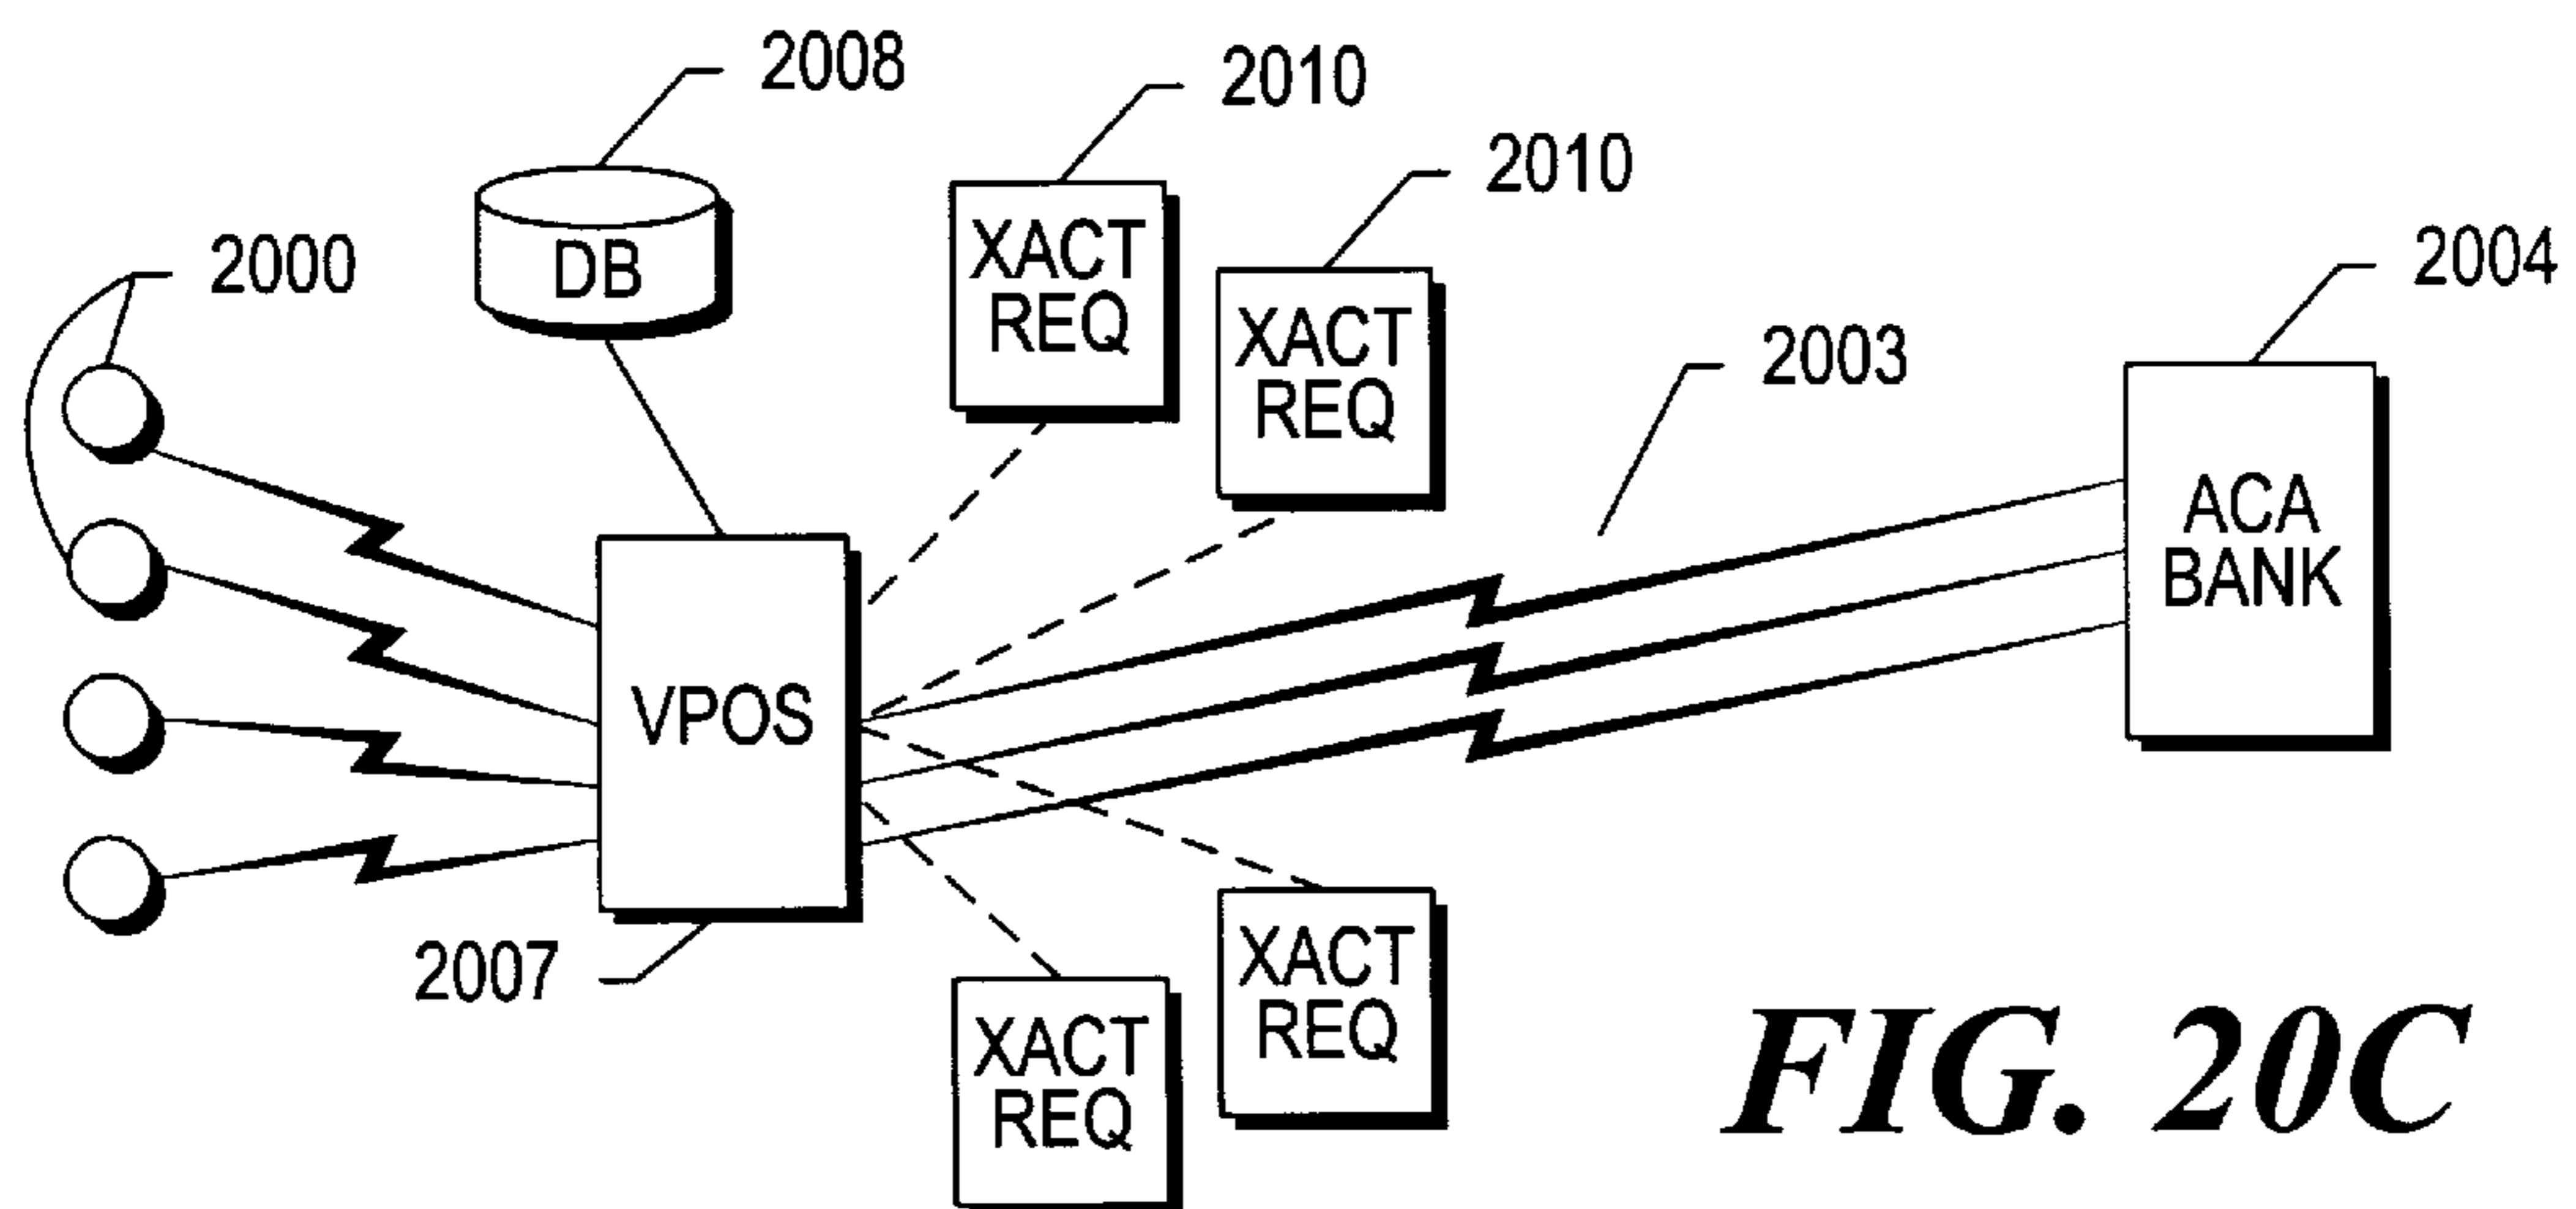 2008
2010
2010
2000
DB
XACT
REQ
XACT
REQ
2004
2003
ACA
BANK
VPOS
2007
XACT
REQ
XACT
REQ
FIG. 20C